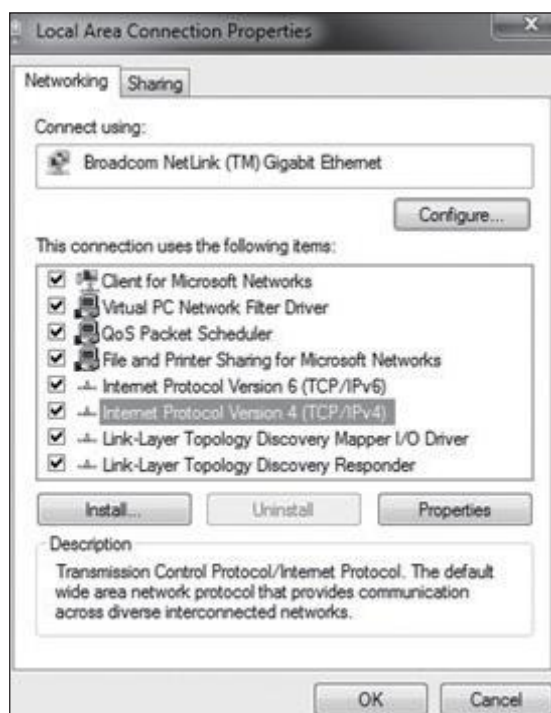 Local Area Connection Properties
Networking
Sharing
Connect using:
Broadcom NetLink (TM) Gigabit Ethernet
Configure...
This connection uses the following items:
Client for Microsoft Networks
Virtual PC Network Filter Driver
QoS Packet Scheduler
File and Printer Sharing for Microsoft Networks
Internet Protocol Version 6 (TCP/IPv6)
Internet Protocol Version 4 (TCP/IPv4)
Link-Layer Topology Discovery Mapper I/O Driver
Link-Layer Topology Discovery Responder
Install...
Uninstall
Properties
Description
Transmission Control Protocol/Internet Protocol. The default
wide area network protocol that provides communication
across diverse interconnected networks.
OK
Cancel